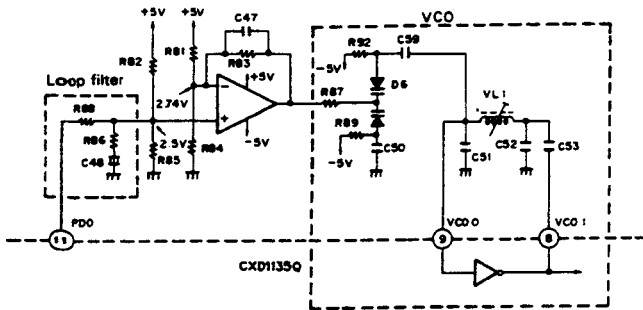 +5V
+5V
C47
VCO
R82
R81
R83
R92
C59
Loop filter
2.74V
+5V
-5V
D6
R88
R87
VL1
R86
R89
C48
2.5V
R85
R84
-5V
-5V
C50
C51
C52
C53
PDO
11
9
VCO O
8
VCO I
CXD1135Q